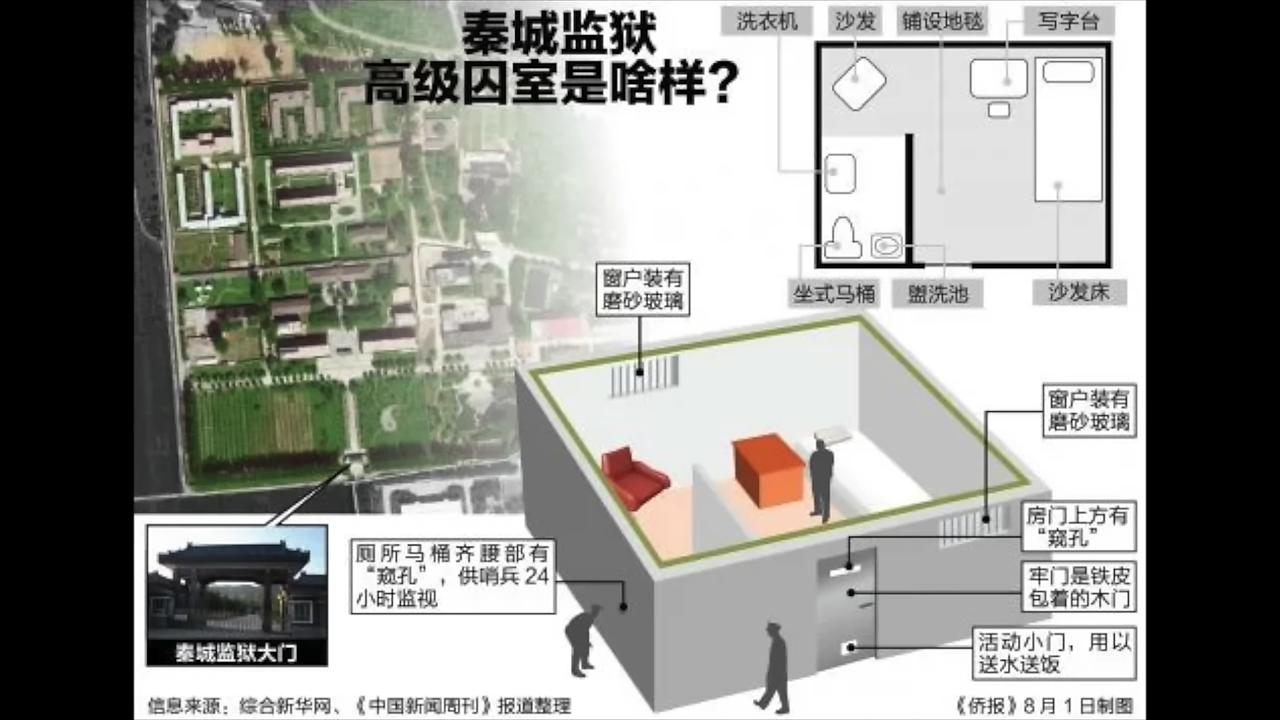 秦城监狱
高级囚室是啥样?
洗衣机
沙发
铺设地毯
写字台
坐式马桶
盥洗池
沙发床
窗户装有
磨砂玻璃
窗户装有
磨砂玻璃
房门上方有
“窥孔”
牢门是铁皮
包着的木门
活动小门，用以
送水送饭
厕所马桶齐腰部有
“窥孔”，供哨兵 24
小时监视
秦城监狱大门
信息来源：综合新华网、《中国新闻周刊》报道整理
《侨报》8 月 1 日制图